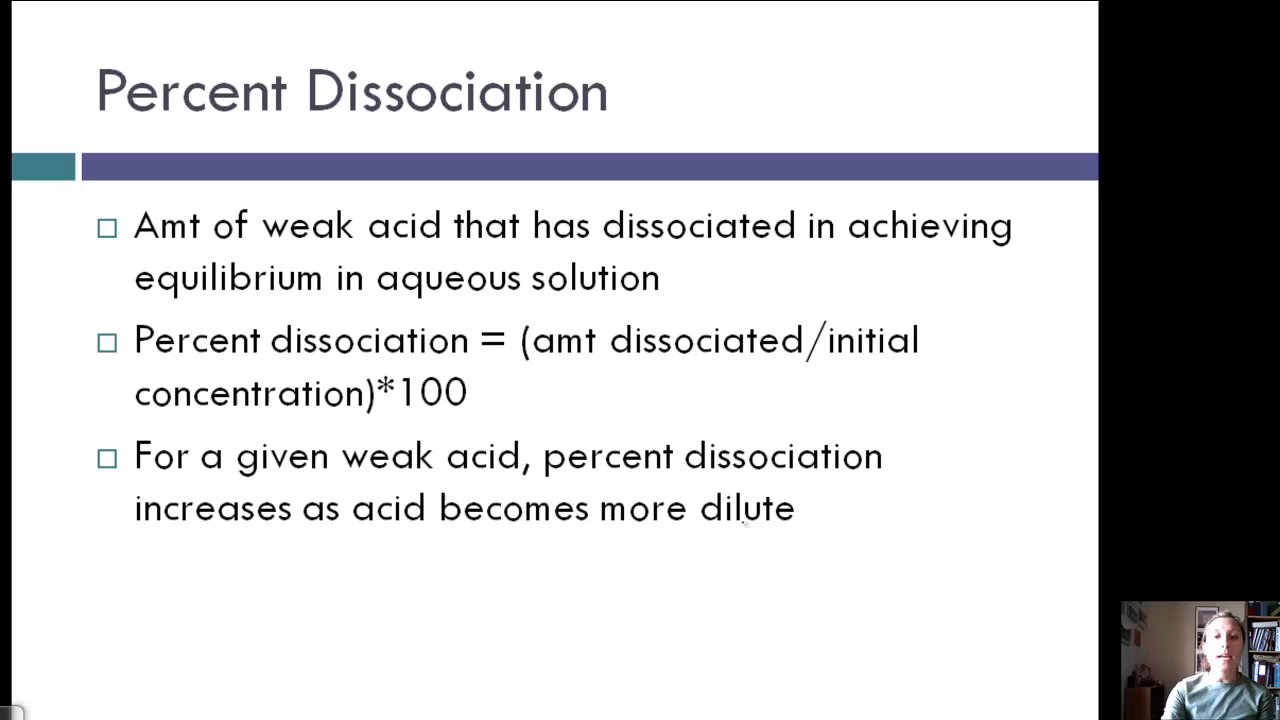 Percent Dissociation
Amt of weak acid that has dissociated in achieving
equilibrium in aqueous solution
Percent dissociation = (amt dissociated/initial
concentration)*100
For a given weak acid, percent dissociation
increases as acid becomes more dilute